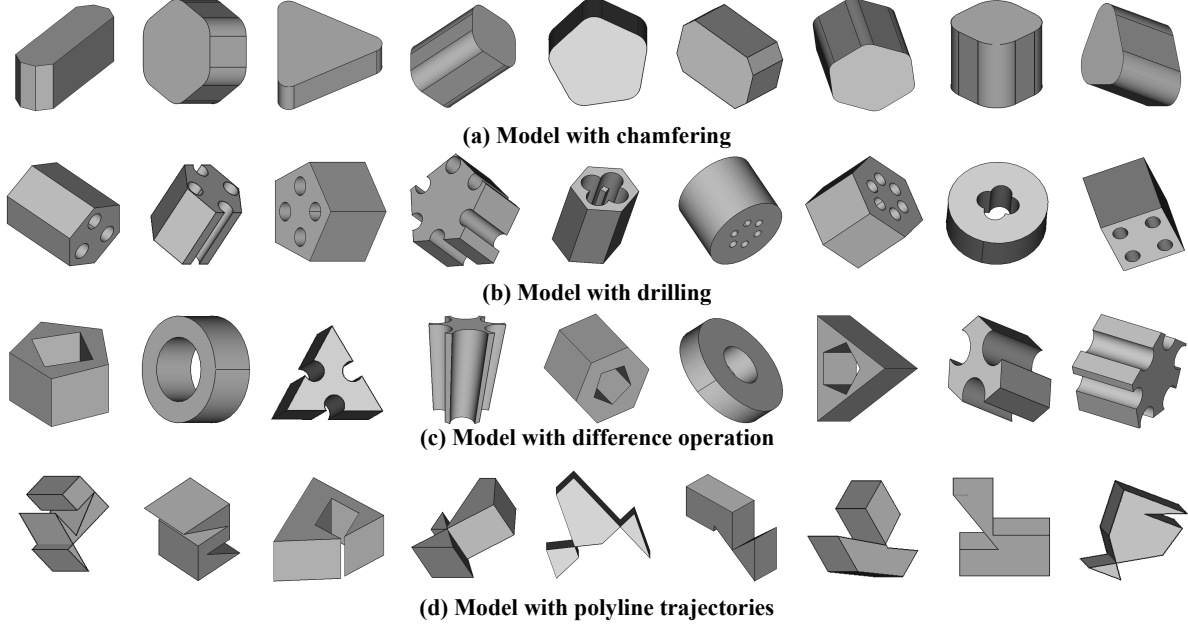 (a) Model with chamfering
(b) Model with drilling
(c) Model with difference operation
(d) Model with polyline trajectories